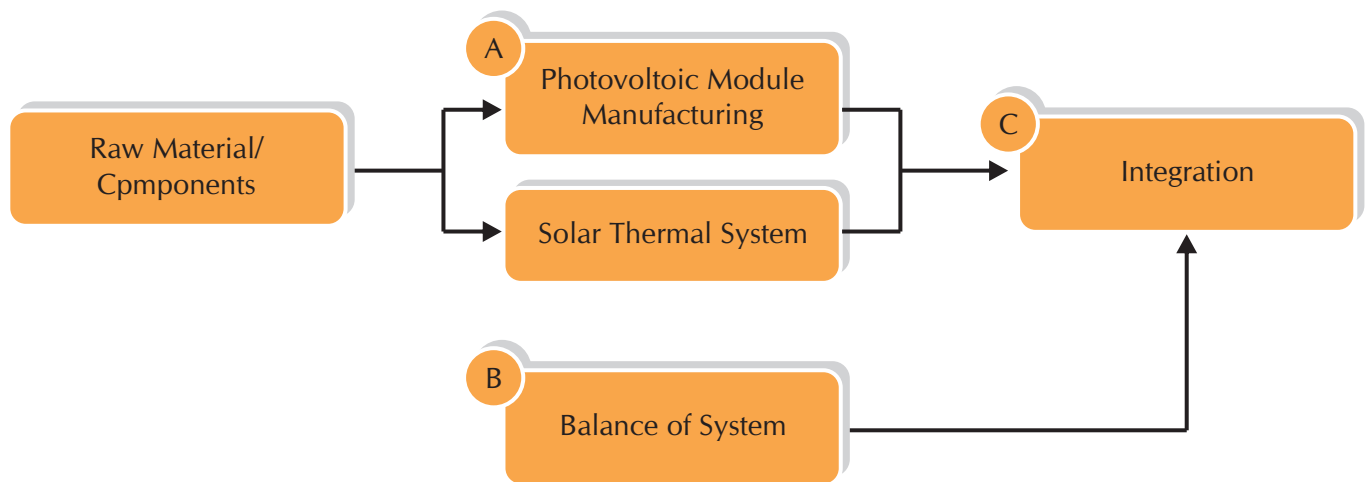 Raw Material/
Cpmponents
A
Photovoltoic Module
Manufacturing
Solar Thermal System
B
Balance of System
C
Integration